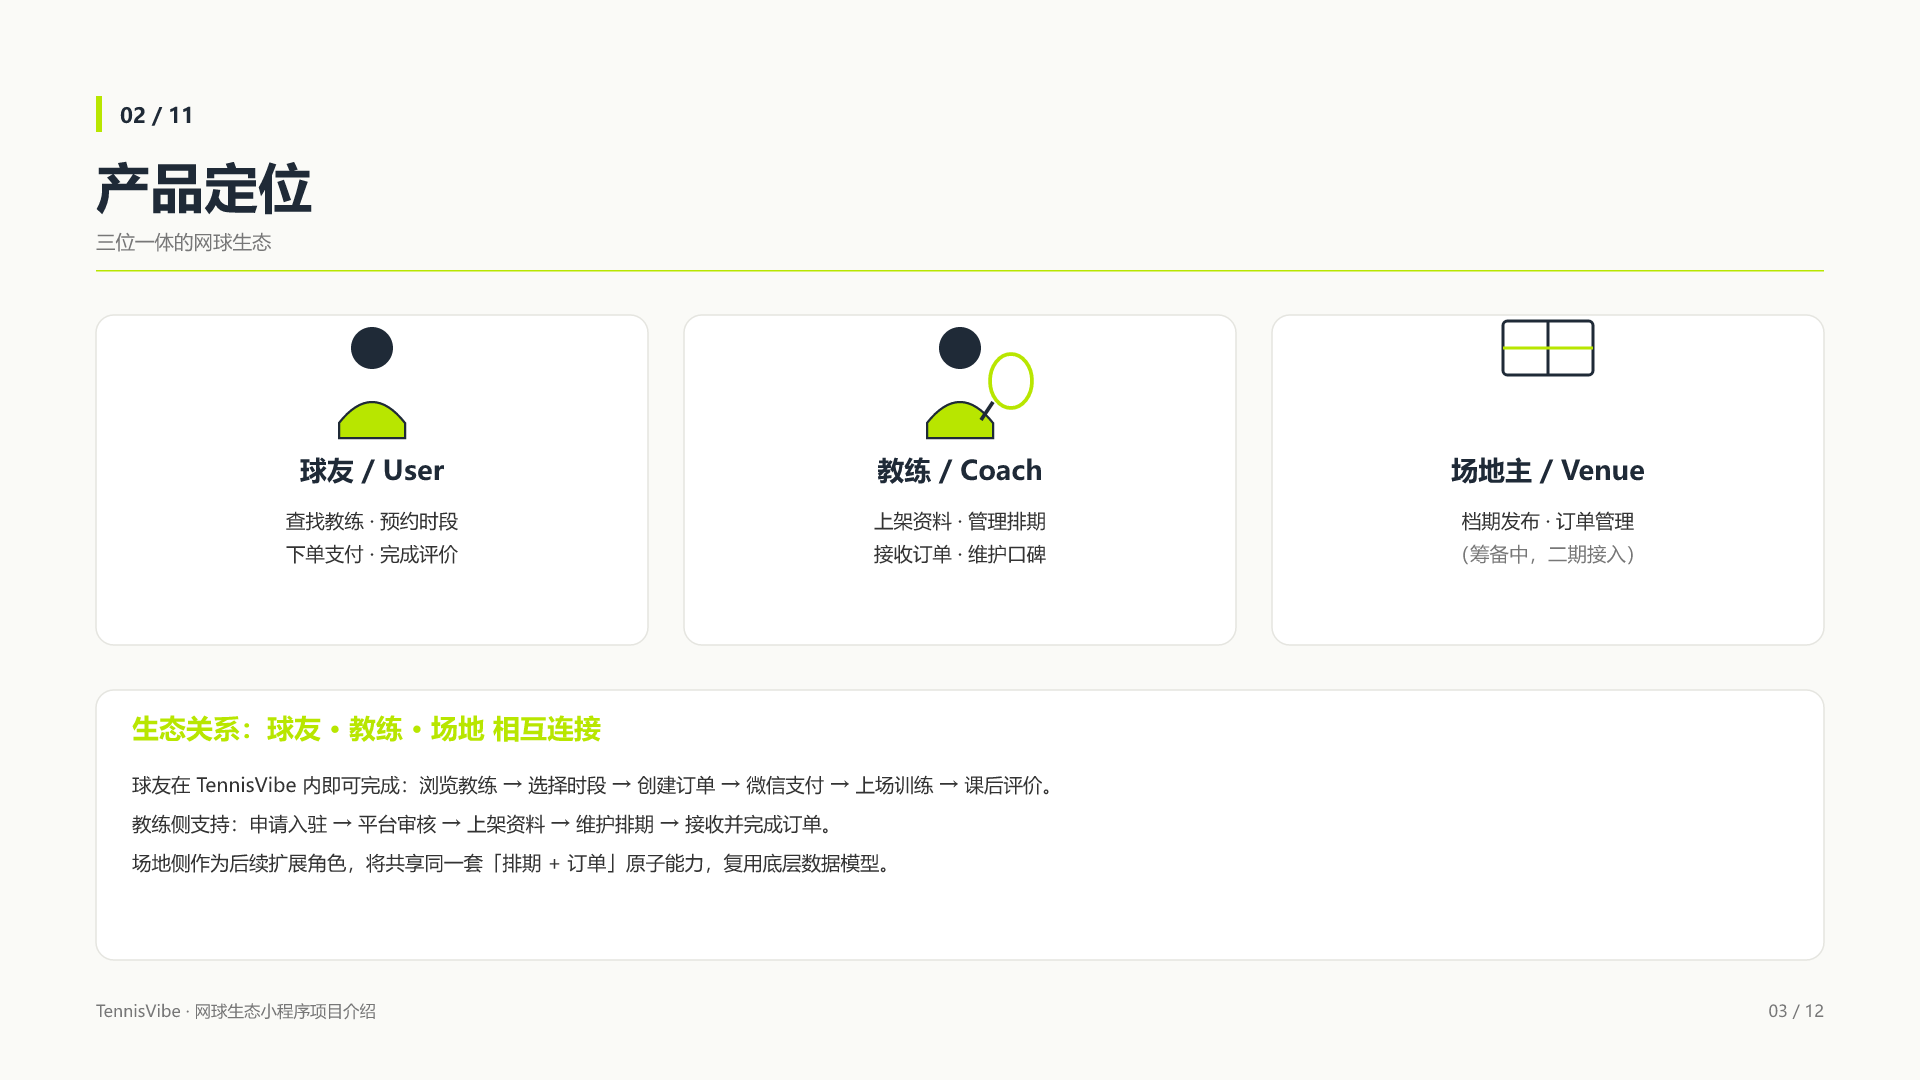 02 / 11
产品定位
三位一体的网球生态
球友 / User
查找教练 · 预约时段
下单支付 · 完成评价
教练 / Coach
上架资料 · 管理排期
接收订单 · 维护口碑
场地主 / Venue
档期发布 · 订单管理
（筹备中，二期接入）
生态关系：球友 • 教练 • 场地 相互连接
球友在 TennisVibe 内即可完成：浏览教练 → 选择时段 → 创建订单 → 微信支付 → 上场训练 → 课后评价。
教练侧支持：申请入驻 → 平台审核 → 上架资料 → 维护排期 → 接收并完成订单。
场地侧作为后续扩展角色，将共享同一套「排期 + 订单」原子能力，复用底层数据模型。
TennisVibe · 网球生态小程序项目介绍
03 / 12